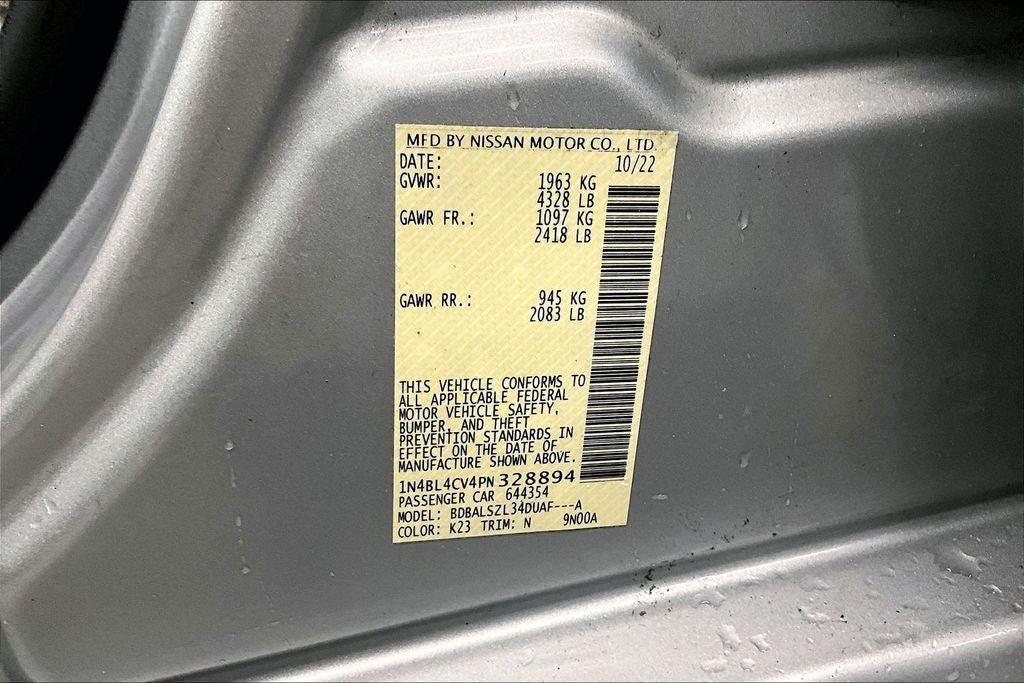 MFD BY NISSAN MOTOR CO., LTD.
DATE: 10/22
GVWR: 1963 KG
4328 LB
GAWR FR.: 1097 KG
2418 LB
GAWR RR.: 945 KG
2083 LB
THIS VEHICLE CONFORMS TO
ALL APPLICABLE FEDERAL
MOTOR VEHICLE SAFETY,
BUMPER, AND THEFT
PREVENTION STANDARDS IN
EFFECT ON THE DATE OF
MANUFACTURE SHOWN ABOVE.
1N4BL4CV4PN328894
PASSENGER CAR 644354
MODEL: BDBALSZL34DUAF---A
COLOR: K23 TRIM: N 9N00A